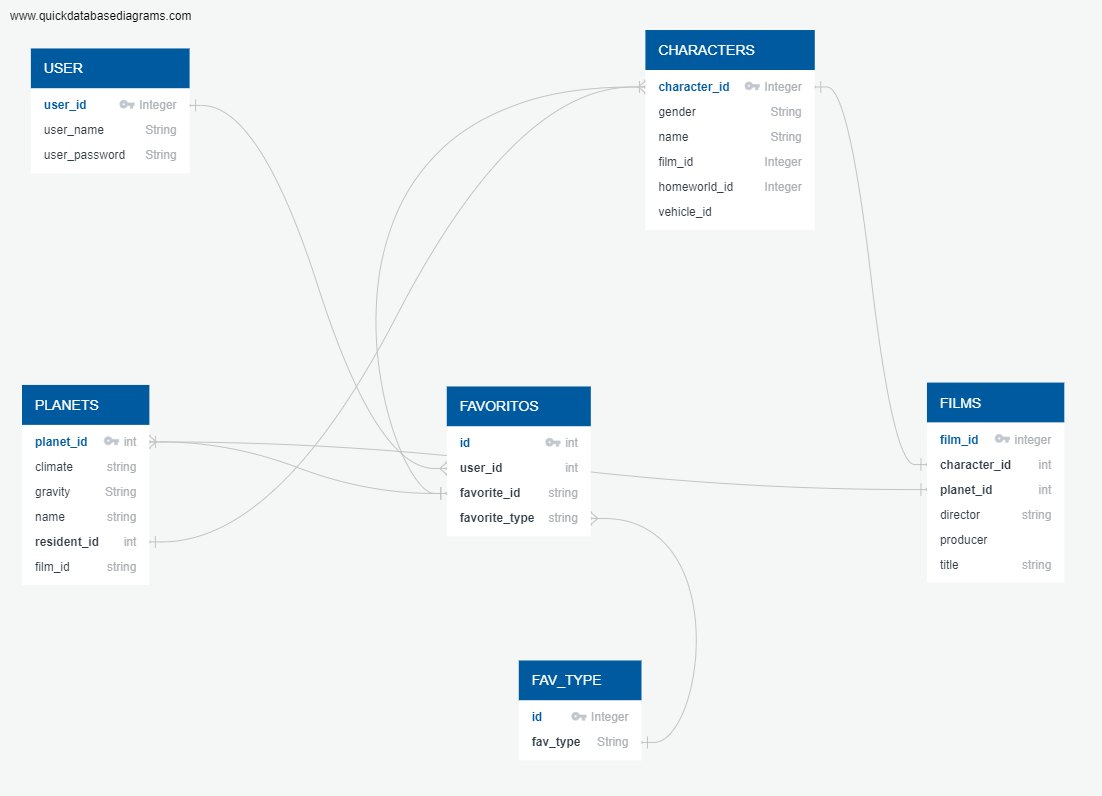 www.quickdatabasediagrams.com
USER
user_id Integer
user_name String
user_password String
CHARACTERS
character_id Integer
gender String
name String
film_id Integer
homeworld_id Integer
vehicle_id
PLANETS
planet_id int
climate string
gravity String
name string
resident_id int
film_id string
FAVORITOS
id int
user_id int
favorite_id string
favorite_type string
FILMS
film_id integer
character_id int
planet_id int
director string
producer
title string
FAV_TYPE
id Integer
fav_type String